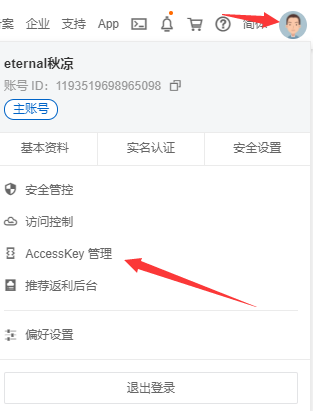 案 企业 支持 App 简体
eternal秋凉
账号 ID: 1193519698965098
主账号
基本资料 实名认证 安全设置
安全管控
访问控制
AccessKey 管理
推荐返利后台
偏好设置
退出登录